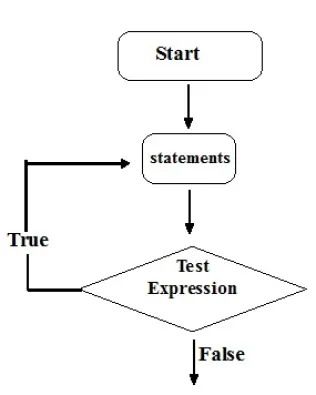 Start
statements
True
Test
Expression
False